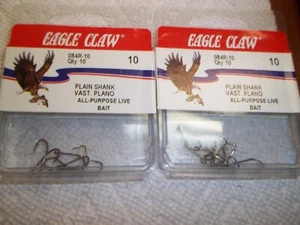 EAGLE CLAW
084R-10
Qty 10
10
PLAIN SHANK
VAST. PLANO
ALL-PURPOSE LIVE
BAIT
EAGLE CLAW
084R-10
Qty 10
10
PLAIN SHANK
VAST. PLANO
ALL-PURPOSE LIVE
BAIT